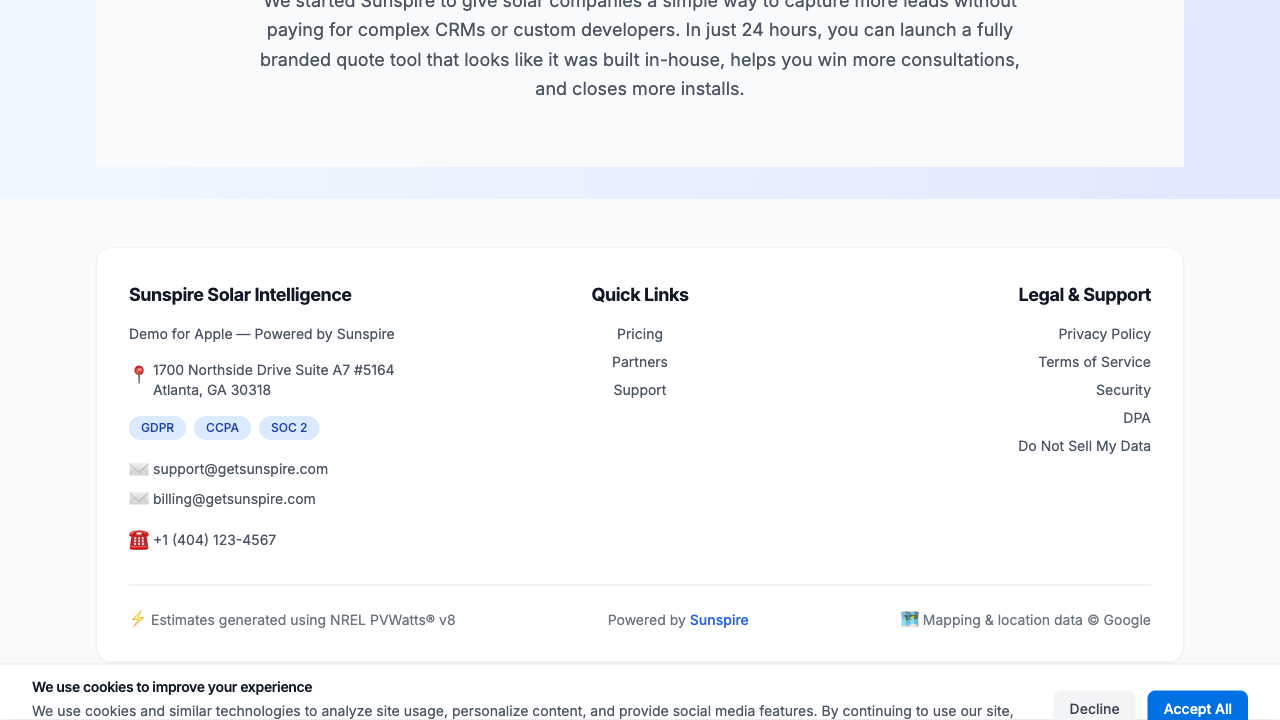 We started Sunspire to give solar companies a simple way to capture more leads without
paying for complex CRMs or custom developers. In just 24 hours, you can launch a fully
branded quote tool that looks like it was built in-house, helps you win more consultations,
and closes more installs.
Sunspire Solar Intelligence
Demo for Apple — Powered by Sunspire
1700 Northside Drive Suite A7 #5164
Atlanta, GA 30318
GDPR CCPA SOC 2
support@getsunspire.com
billing@getsunspire.com
+1 (404) 123-4567
Quick Links
Pricing
Partners
Support
Legal & Support
Privacy Policy
Terms of Service
Security
DPA
Do Not Sell My Data
Estimates generated using NREL PVWatts® v8
Powered by Sunspire
Mapping & location data © Google
We use cookies to improve your experience
We use cookies and similar technologies to analyze site usage, personalize content, and provide social media features. By continuing to use our site,
Decline
Accept All